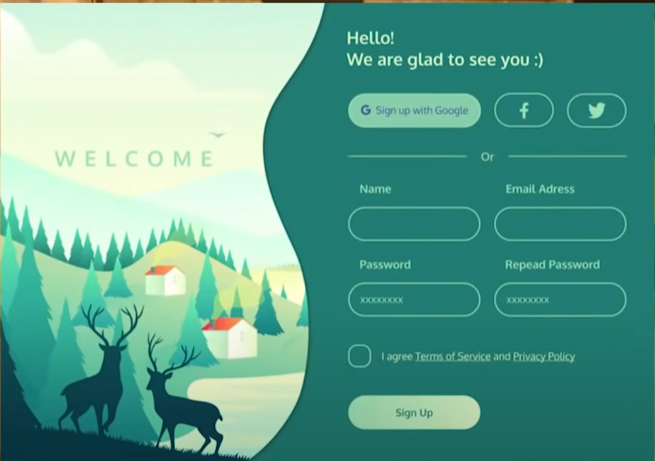 WELCOME
Hello!
We are glad to see you :)
G Sign up with Google
f
Or
Name
Email Adress
Password
Repead Password
xxxxxxxx
xxxxxxxx
I agree Terms of Service and Privacy Policy
Sign Up